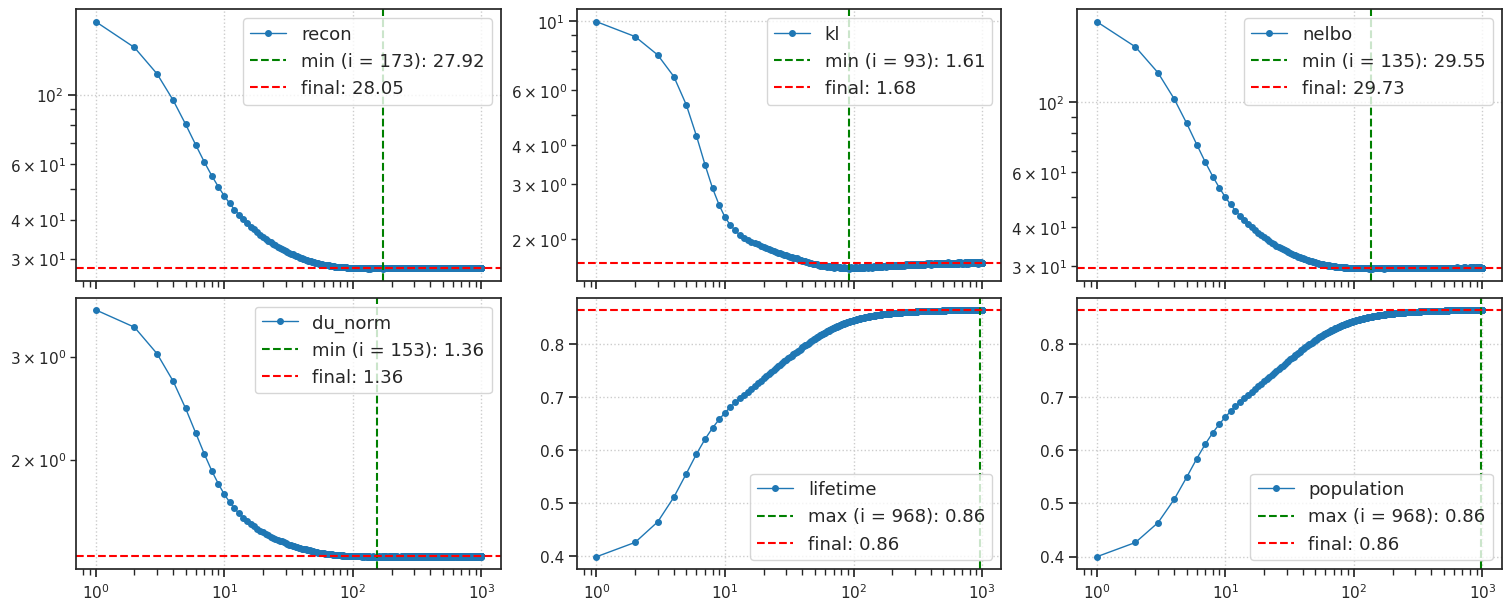 recon
min (i = 173): 27.92
final: 28.05
10²
6 × 10¹
4 × 10¹
3 × 10¹
kl
min (i = 93): 1.61
final: 1.68
10¹
6 × 10⁰
4 × 10⁰
3 × 10⁰
2 × 10⁰
nelbo
min (i = 135): 29.55
final: 29.73
10²
6 × 10¹
4 × 10¹
3 × 10¹
du_norm
min (i = 153): 1.36
final: 1.36
3 × 10⁰
2 × 10⁰
10⁰ 10¹ 10² 10³
lifetime
max (i = 968): 0.86
final: 0.86
0.8
0.7
0.6
0.5
0.4
10⁰ 10¹ 10² 10³
population
max (i = 968): 0.86
final: 0.86
0.8
0.7
0.6
0.5
0.4
10⁰ 10¹ 10² 10³